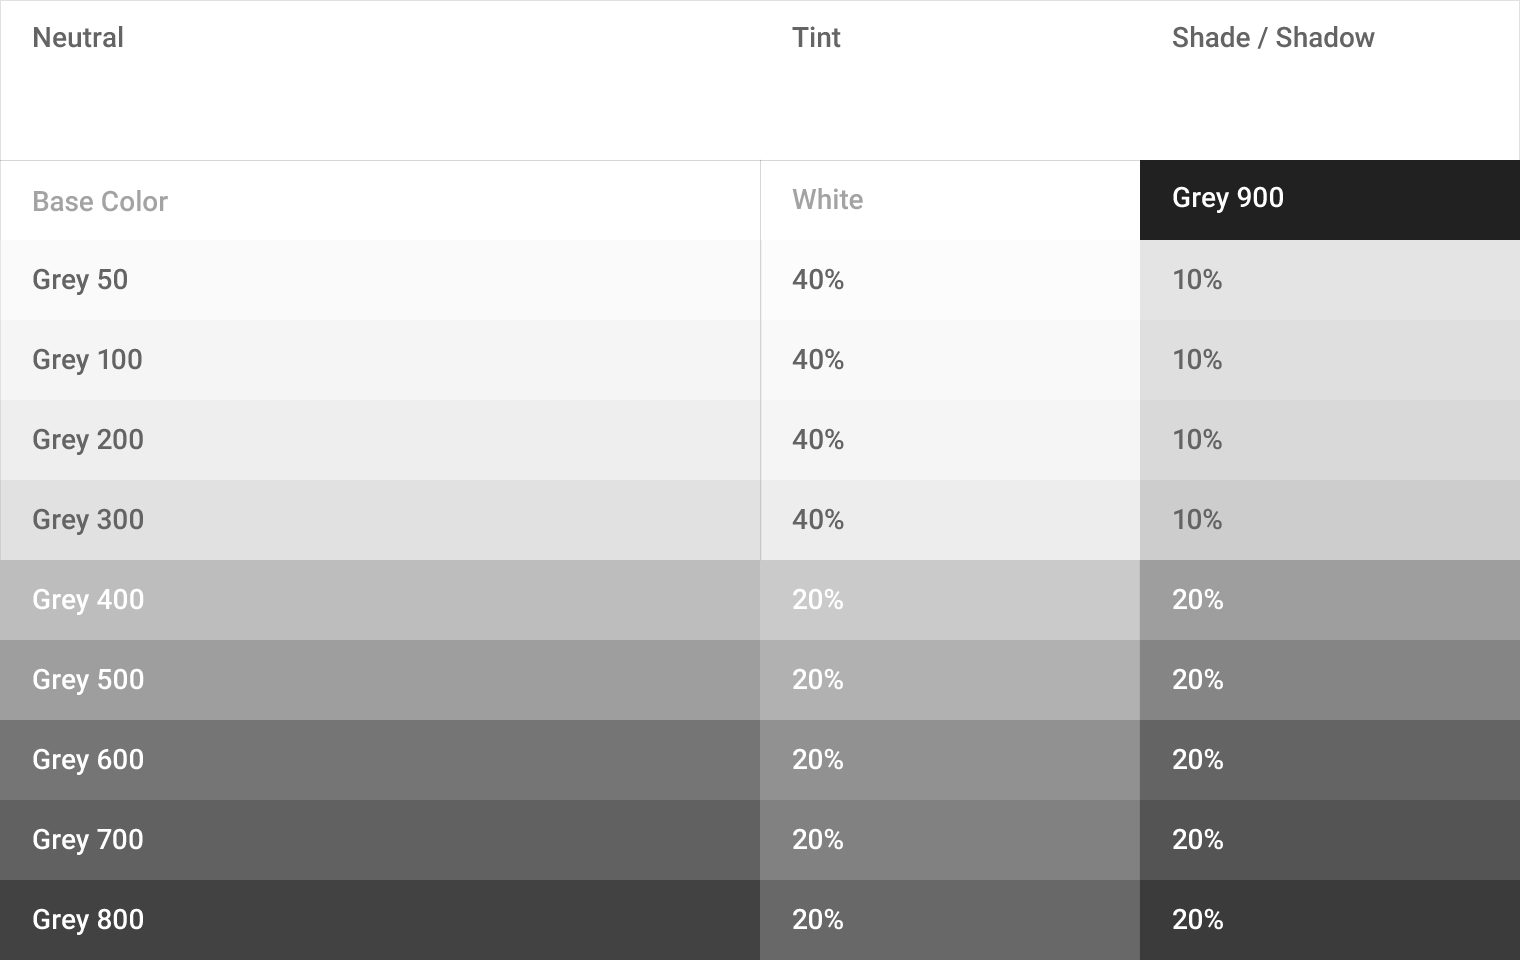 Neutral Tint Shade / Shadow
Base Color White Grey 900
Grey 50 40% 10%
Grey 100 40% 10%
Grey 200 40% 10%
Grey 300 40% 10%
Grey 400 20% 20%
Grey 500 20% 20%
Grey 600 20% 20%
Grey 700 20% 20%
Grey 800 20% 20%